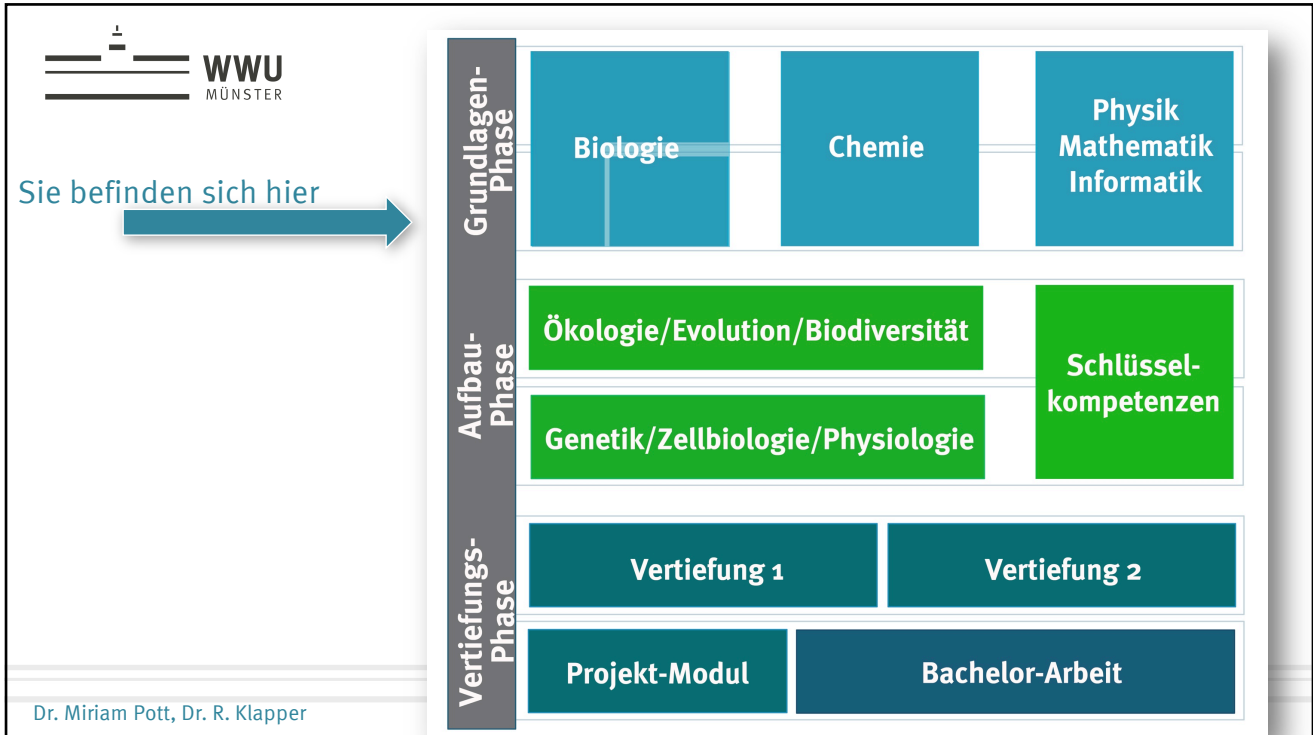 WWU
MÜNSTER
Sie befinden sich hier
Grundlagen-
Phase
Biologie
Chemie
Physik
Mathematik
Informatik
Aufbau-
Phase
Ökologie/Evolution/Biodiversität
Genetik/Zellbiologie/Physiologie
Schlüssel-
kompetenzen
Vertiefungs-
Phase
Vertiefung 1
Vertiefung 2
Projekt-Modul
Bachelor-Arbeit
Dr. Miriam Pott, Dr. R. Klapper